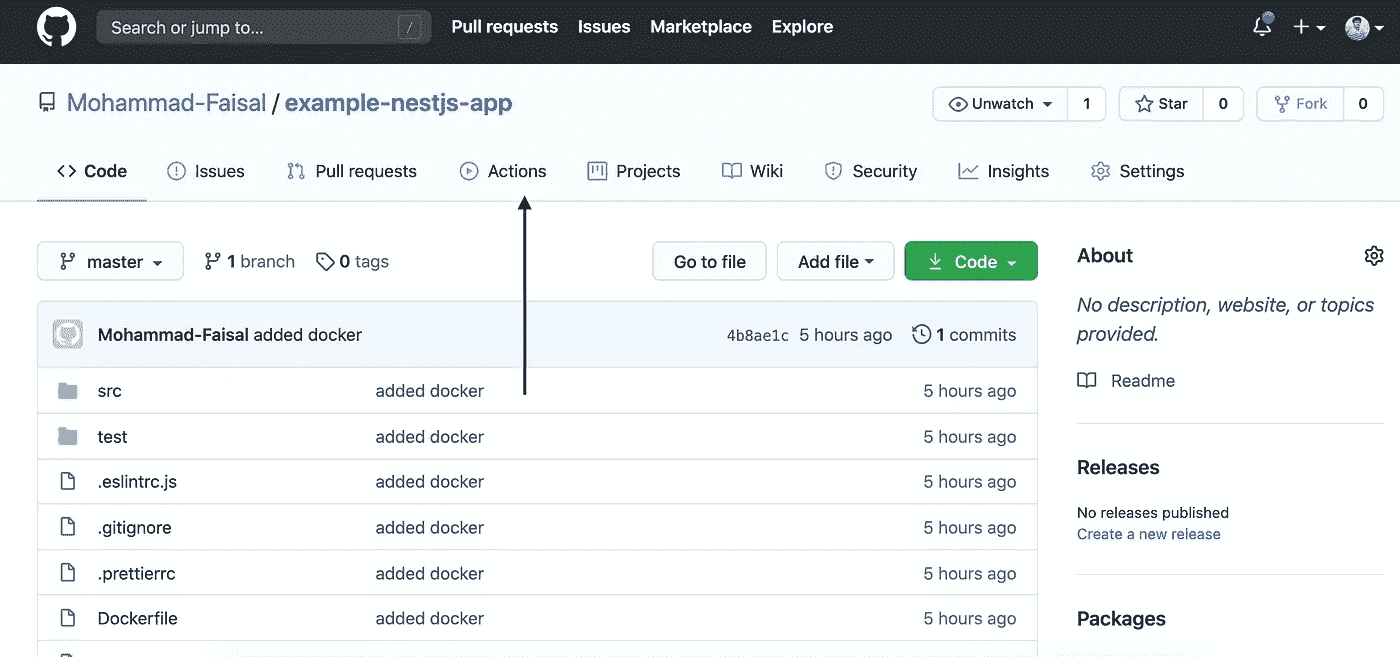 Search or jump to... / Pull requests Issues Marketplace Explore
Mohammad-Faisal / example-nestjs-app Unwatch 1 Star 0 Fork 0
Code Issues Pull requests Actions Projects Wiki Security Insights Settings
master 1 branch 0 tags Go to file Add file Code
Mohammad-Faisal added docker 4b8ae1c 5 hours ago 1 commits
src added docker 5 hours ago
test added docker 5 hours ago
.eslintrc.js added docker 5 hours ago
.gitignore added docker 5 hours ago
.prettierrc added docker 5 hours ago
Dockerfile added docker 5 hours ago
About
No description, website, or topics
provided.
Readme
Releases
No releases published
Create a new release
Packages